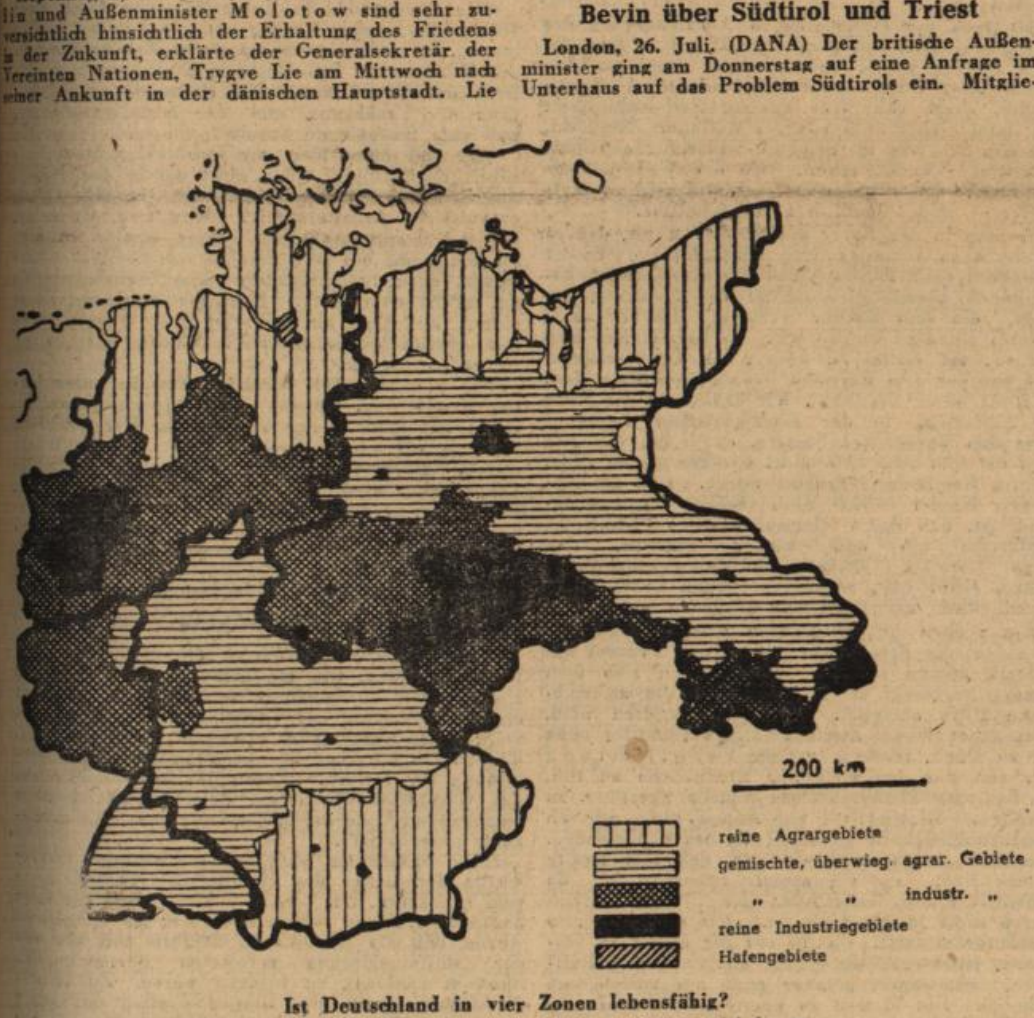 lin und Außenminister Molotow sind sehr zu-
versichtlich hinsichtlich der Erhaltung des Friedens
in der Zukunft, erklärte der Generalsekretär der
Vereinten Nationen, Trygve Lie am Mittwoch nach
seiner Ankunft in der dänischen Hauptstadt. Lie
Bevin über Südtirol und Triest
London, 26. Juli. (DANA) Der britische Außen-
minister ging am Donnerstag auf eine Anfrage im
Unterhaus auf das Problem Südtirols ein. Mitglie-
200 km
reine Agrargebiete
gemischte, überwieg. agrar. Gebiete
„ „ industr. „
reine Industriegebiete
Hafengebiete
Ist Deutschland in vier Zonen lebensfähig?